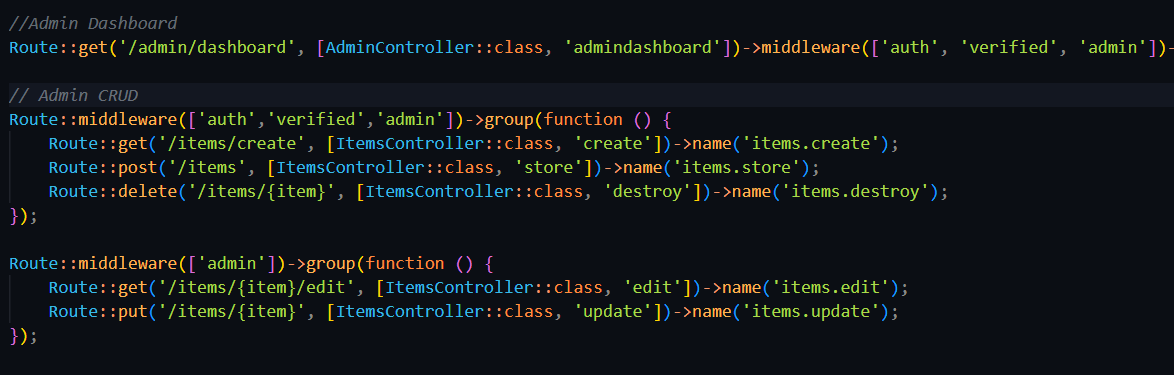 //Admin Dashboard
Route::get('/admin/dashboard', [AdminController::class, 'admindashboard'])->middleware(['auth', 'verified', 'admin'])-
// Admin CRUD
Route::middleware(['auth','verified','admin'])->group(function () {
    Route::get('/items/create', [ItemsController::class, 'create'])->name('items.create');
    Route::post('/items', [ItemsController::class, 'store'])->name('items.store');
    Route::delete('/items/{item}', [ItemsController::class, 'destroy'])->name('items.destroy');
});
Route::middleware(['admin'])->group(function () {
    Route::get('/items/{item}/edit', [ItemsController::class, 'edit'])->name('items.edit');
    Route::put('/items/{item}', [ItemsController::class, 'update'])->name('items.update');
});